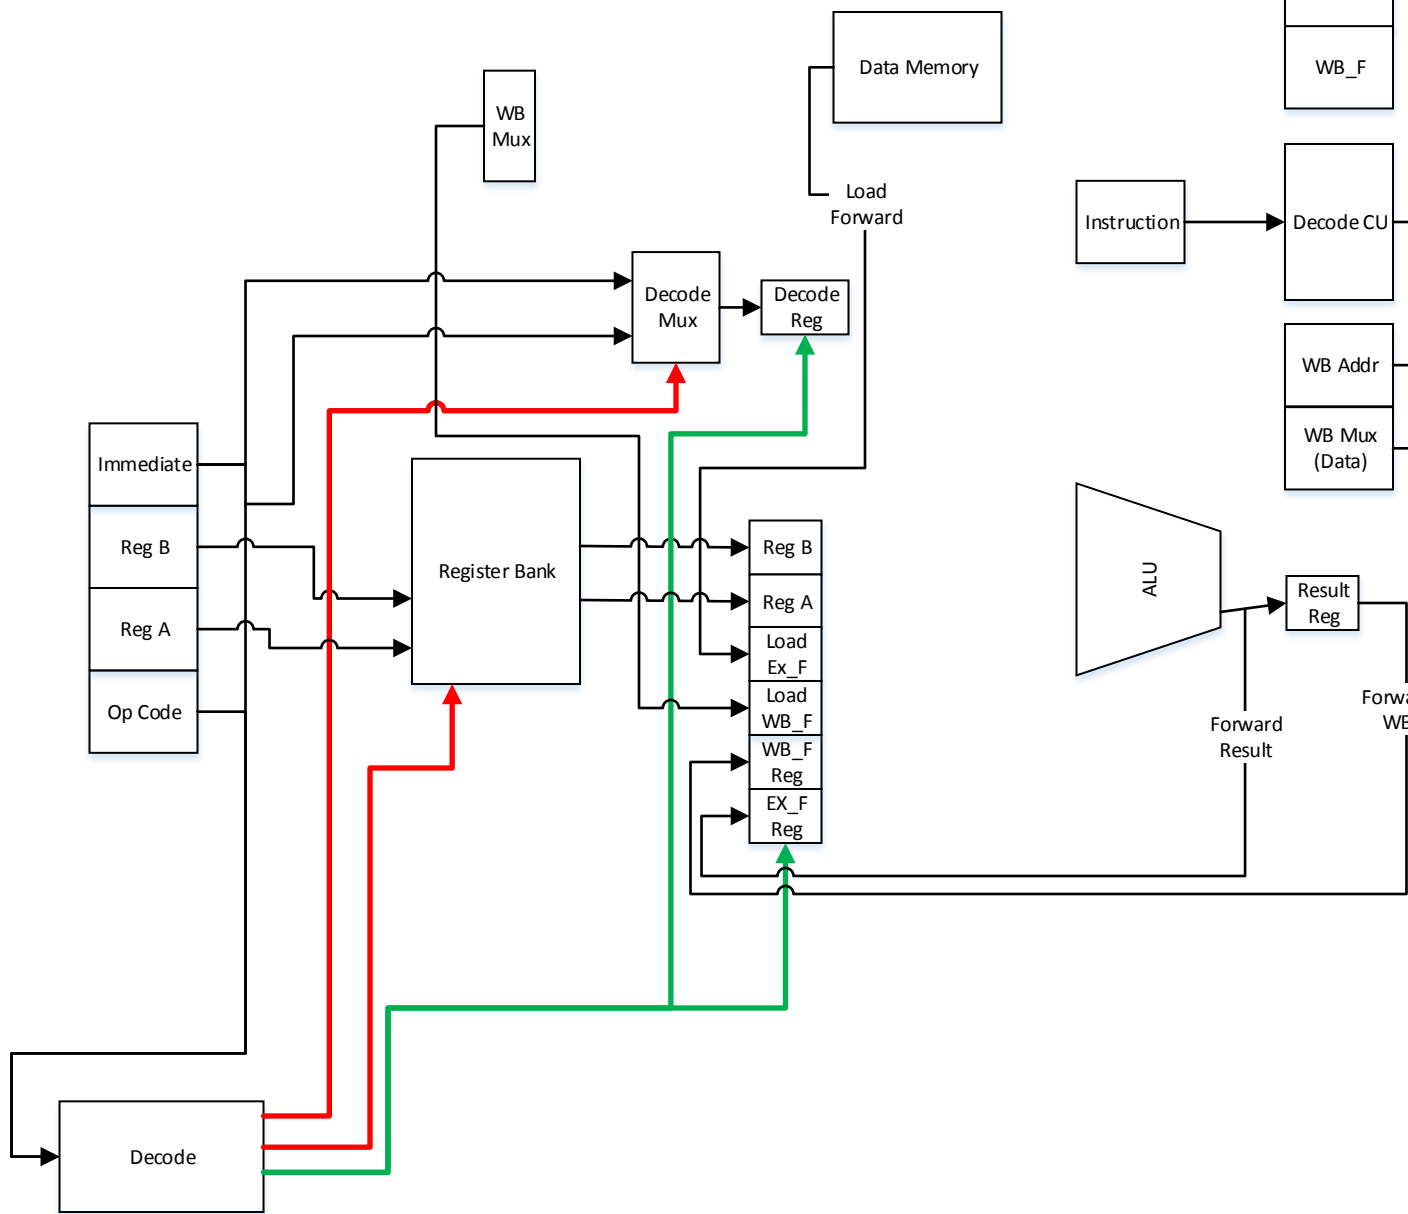 Data Memory
WB_F
WB
Mux
Load
Forward
Instruction
Decode CU
Decode
Mux
Decode
Reg
WB Addr
WB Mux
(Data)
Immediate
Reg B
Reg A
Op Code
Register Bank
Reg B
Reg A
Load
Ex_F
Load
WB_F
WB_F
Reg
EX_F
Reg
ALU
Result
Reg
Forward
Result
Forwa
WB
Decode